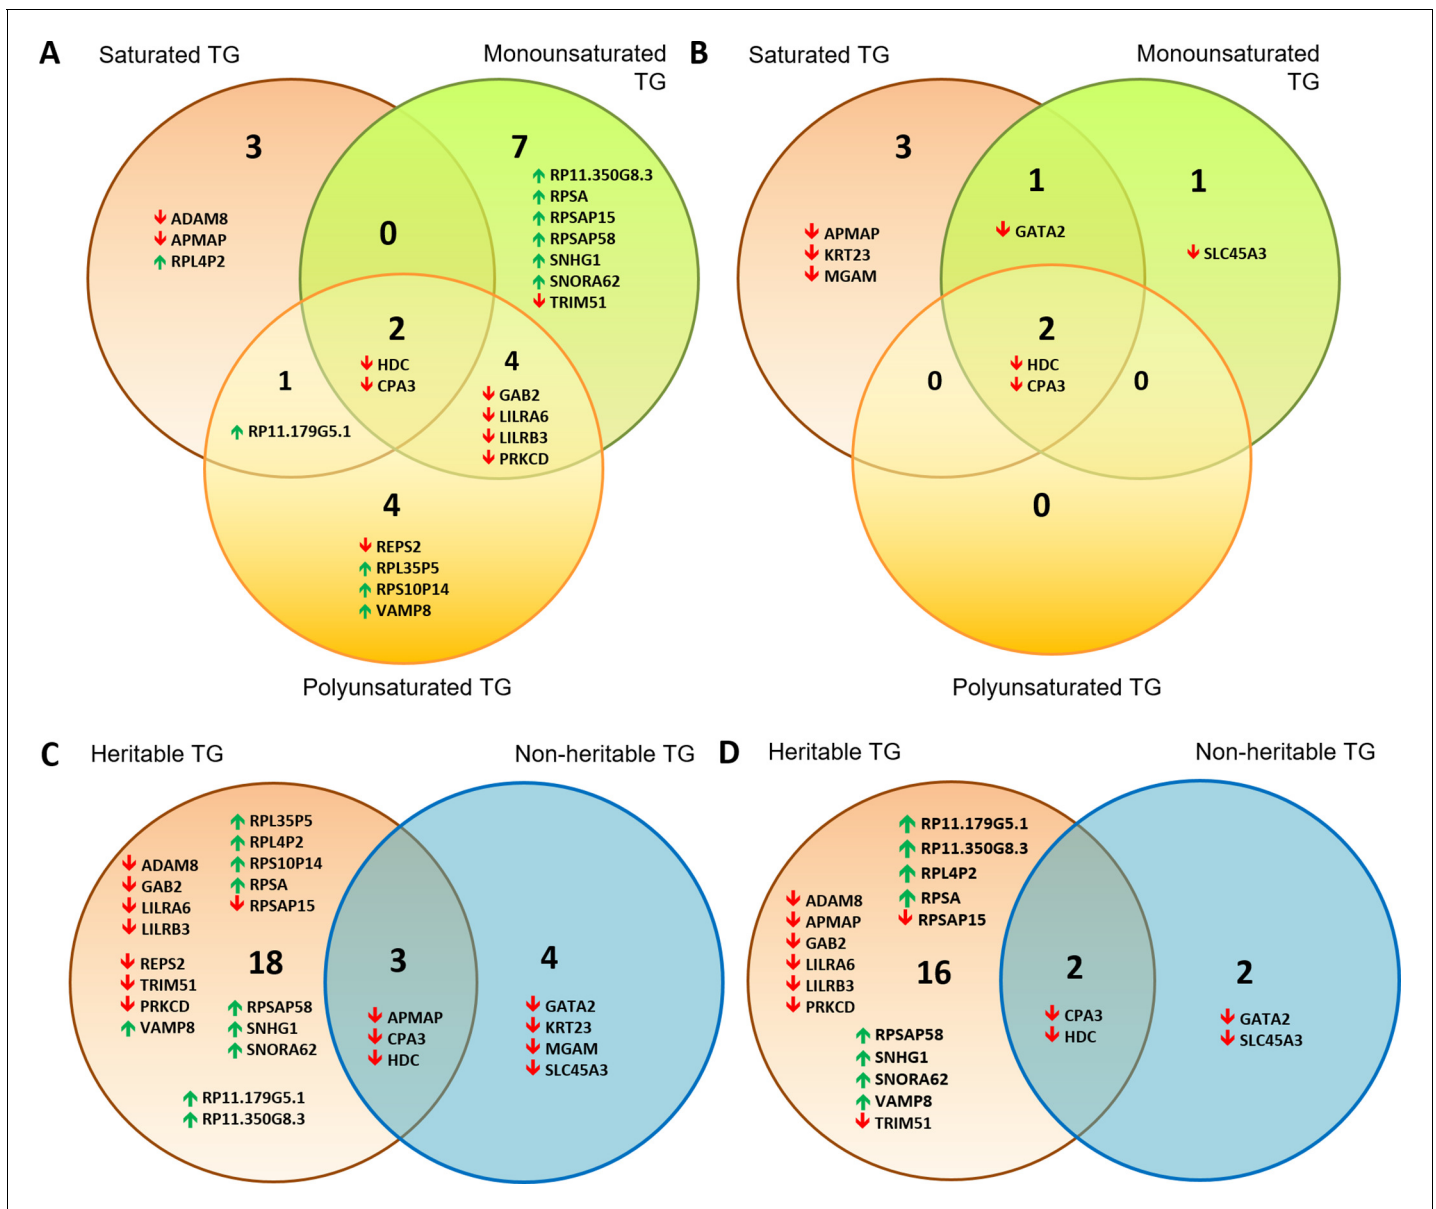 A
Saturated TG
Monounsaturated
TG
3
ADAM8
APMAP
RPL4P2
0
7
RP11.350G8.3
RPSA
RPSAP15
RPSAP58
SNHG1
SNORA62
TRIM51
2
HDC
CPA3
1
RP11.179G5.1
4
GAB2
LILRA6
LILRB3
PRKCD
4
REPS2
RPL35P5
RPS10P14
VAMP8
Polyunsaturated TG
B
Saturated TG
Monounsaturated
TG
3
APMAP
KRT23
MGAM
1
GATA2
1
SLC45A3
2
HDC
CPA3
0
0
0
Polyunsaturated TG
C
Heritable TG
Non-heritable TG
RPL35P5
RPL4P2
RPS10P14
RPSA
RPSAP15
ADAM8
GAB2
LILRA6
LILRB3
REPS2
TRIM51
PRKCD
VAMP8
18
RPSAP58
SNHG1
SNORA62
RP11.179G5.1
RP11.350G8.3
3
APMAP
CPA3
HDC
4
GATA2
KRT23
MGAM
SLC45A3
D
Heritable TG
Non-heritable TG
RP11.179G5.1
RP11.350G8.3
RPL4P2
RPSA
RPSAP15
ADAM8
APMAP
GAB2
LILRA6
LILRB3
PRKCD
16
RPSAP58
SNHG1
SNORA62
VAMP8
TRIM51
2
CPA3
HDC
2
GATA2
SLC45A3